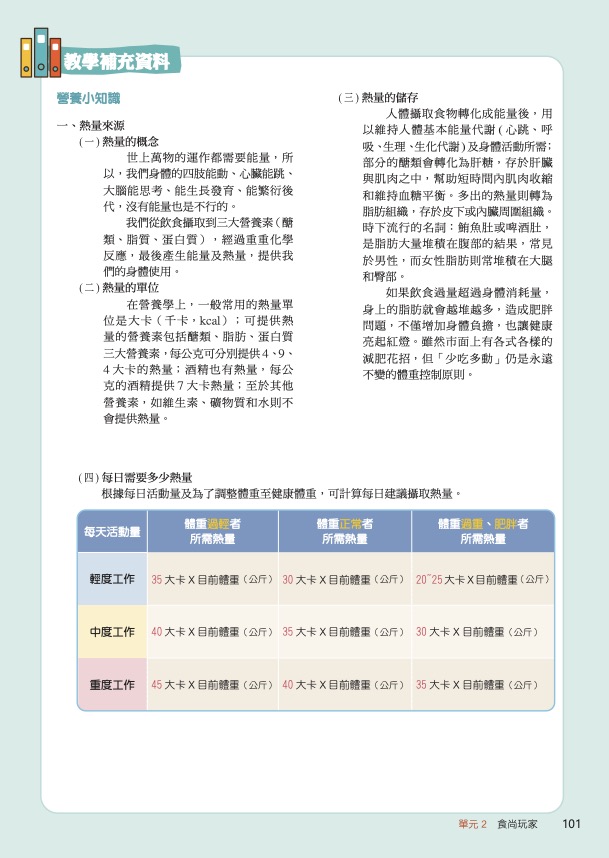 教學補充資料
營養小知識
一、熱量來源
(一)熱量的概念
世上萬物的運作都需要能量，所
以，我們身體的四肢能動、心臟能跳、
大腦能思考、能生長發育、能繁衍後
代，沒有能量也是不行的。
我們從飲食攝取到三大營養素(醣
類、脂質、蛋白質)，經過重重化學
反應，最後產生能量及熱量，提供我
們的身體使用。
(二)熱量的單位
在營養學上，一般常用的熱量單
位是大卡(千卡，kcal)；可提供熱
量的營養素包括醣類、脂肪、蛋白質
三大營養素，每公克可分別提供4、9、
4大卡的熱量；酒精也有熱量，每公
克的酒精提供7大卡熱量；至於其他
營養素，如維生素、礦物質和水則不
會提供熱量。
(三)熱量的儲存
人體攝取食物轉化成能量後，用
以維持人體基本能量代謝(心跳、呼
吸、生理、生化代謝)及身體活動所需；
部分的醣類會轉化為肝糖，存於肝臟
與肌肉之中，幫助短時間內肌肉收縮
和維持血糖平衡。多出的熱量則轉為
脂肪組織，存於皮下或內臟周圍組織。
時下流行的名詞：鮪魚肚或啤酒肚，
是脂肪大量堆積在腹部的結果，常見
於男性，而女性脂肪則常堆積在大腿
和臀部。
如果飲食過量超過身體消耗量，
身上的脂肪就會越堆越多，造成肥胖
問題，不僅增加身體負擔，也讓健康
亮起紅燈。雖然市面上有各式各樣的
減肥花招，但「少吃多動」仍是永遠
不變的體重控制原則。
(四)每日需要多少熱量
根據每日活動量及為了調整體重至健康體重，可計算每日建議攝取熱量。
每天活動量
體重過輕者
所需熱量
體重正常者
所需熱量
體重過重、肥胖者
所需熱量
輕度工作 35大卡X目前體重(公斤) 30大卡X目前體重(公斤) 20~25大卡X目前體重(公斤)
中度工作 40大卡X目前體重(公斤) 35大卡X目前體重(公斤) 30大卡X目前體重(公斤)
重度工作 45大卡X目前體重(公斤) 40大卡X目前體重(公斤) 35大卡X目前體重(公斤)
單元2 食尚玩家 101